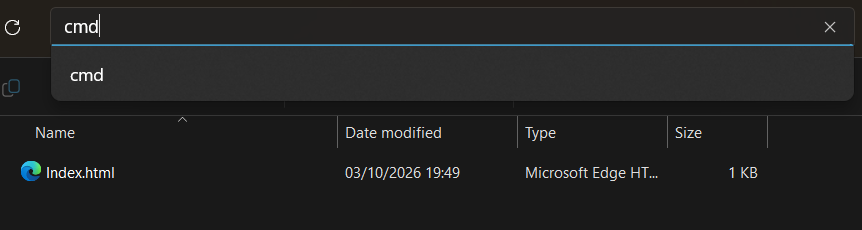 cmd
cmd
Name Date modified Type Size
Index.html 03/10/2026 19:49 Microsoft Edge HT... 1 KB